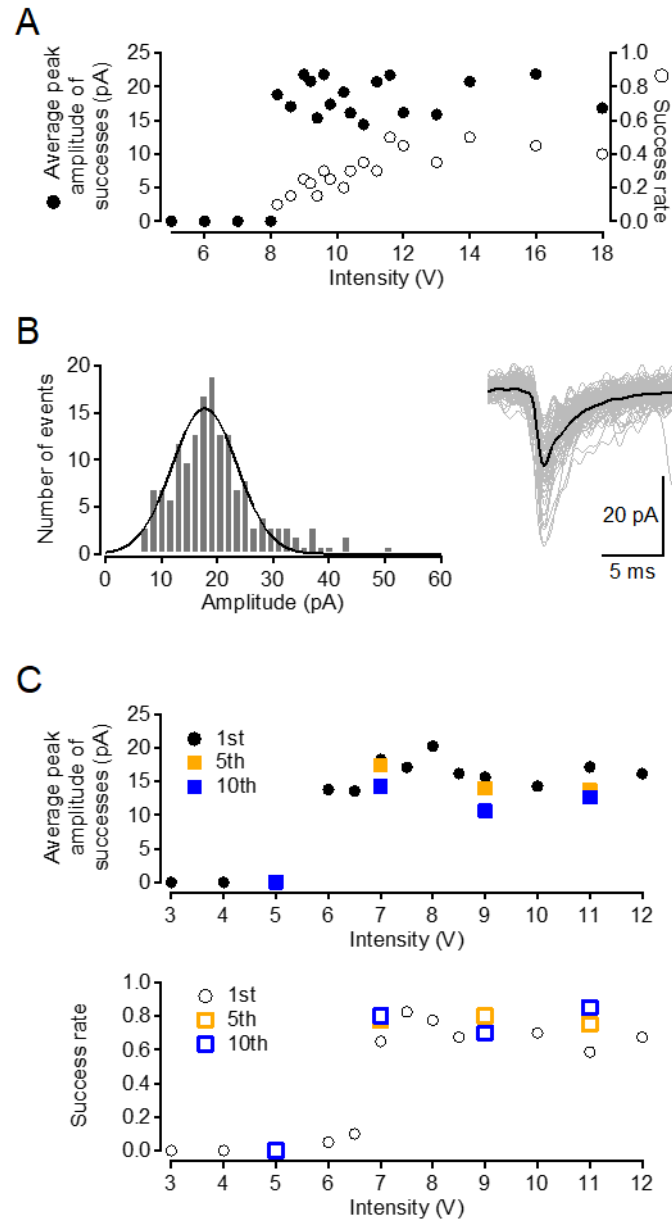 A
Average peak
amplitude of
successes (pA)
25
20
15
10
5
0
1.0
0.8
0.6
0.4
0.2
0.0
Success rate
6 8 10 12 14 16 18
Intensity (V)
B
Number of events
20
15
10
5
0
0 10 20 30 40 50 60
Amplitude (pA)
20 pA
5 ms
C
Average peak
amplitude of
successes (pA)
25
20
15
10
5
0
1st
5th
10th
3 4 5 6 7 8 9 10 11 12
Intensity (V)
Success rate
1.0
0.8
0.6
0.4
0.2
0.0
1st
5th
10th
3 4 5 6 7 8 9 10 11 12
Intensity (V)